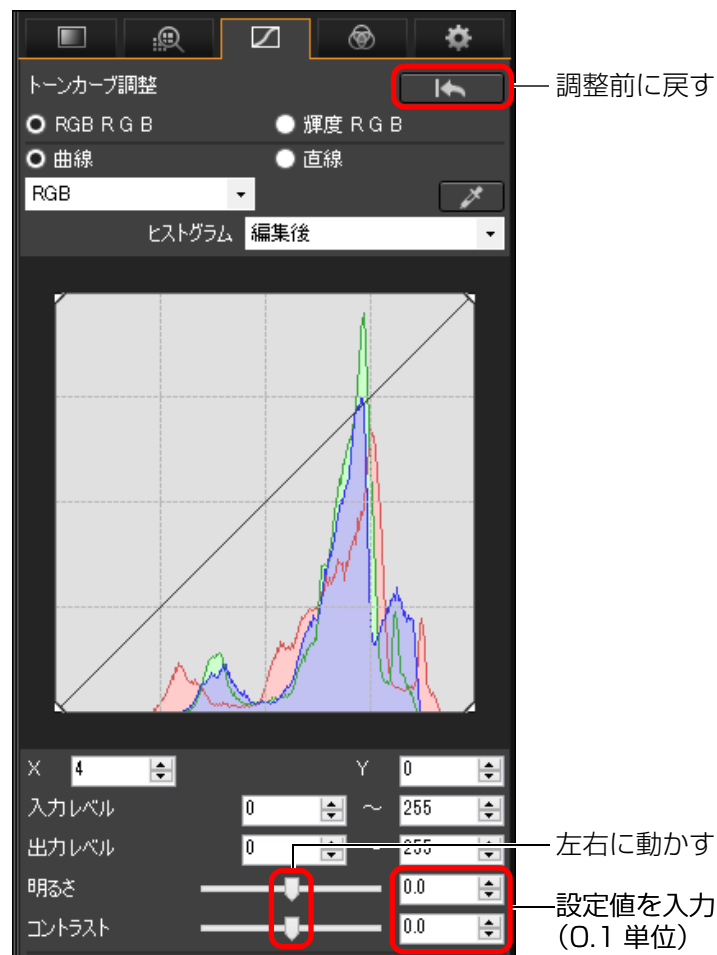 トーンカーブ調整
調整前に戻す
RGB R G B 輝度 R G B
曲線 直線
RGB
ヒストグラム 編集後
X 4 Y 0
入力レベル 0 ～ 255
出力レベル 0 255
左右に動かす
明るさ 0.0
設定値を入力
（0.1 単位）
コントラスト 0.0